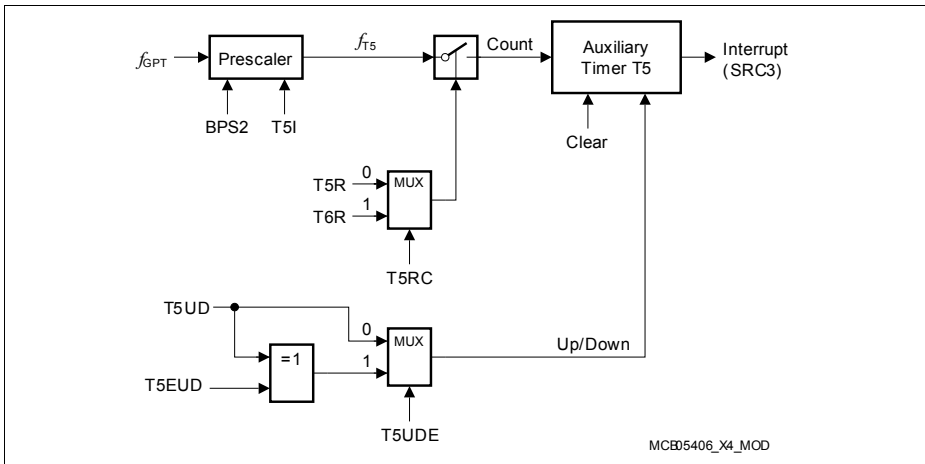 fGPT
Prescaler
fT5
Count
Auxiliary
Timer T5
Interrupt
(SRC3)
BPS2
T5I
Clear
T5R
0
MUX
T6R
1
T5RC
T5UD
0
MUX
=1
1
Up/Down
T5EUD
T5UDE
MCB05406_X4_MOD